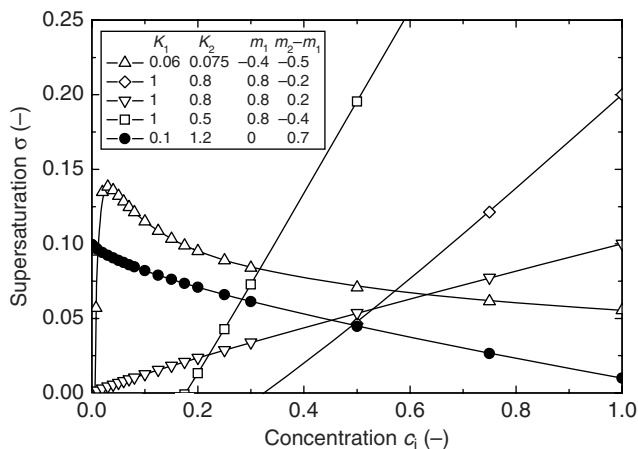 0.25
0.20
0.15
0.10
0.05
0.00
Supersaturation σ (–)
K1 K2 m1 m2–m1
0.06 0.075 –0.4 –0.5
1 0.8 0.8 –0.2
1 0.8 0.8 0.2
1 0.5 0.8 –0.4
0.1 1.2 0 0.7
0.0 0.2 0.4 0.6 0.8 1.0
Concentration ci (–)